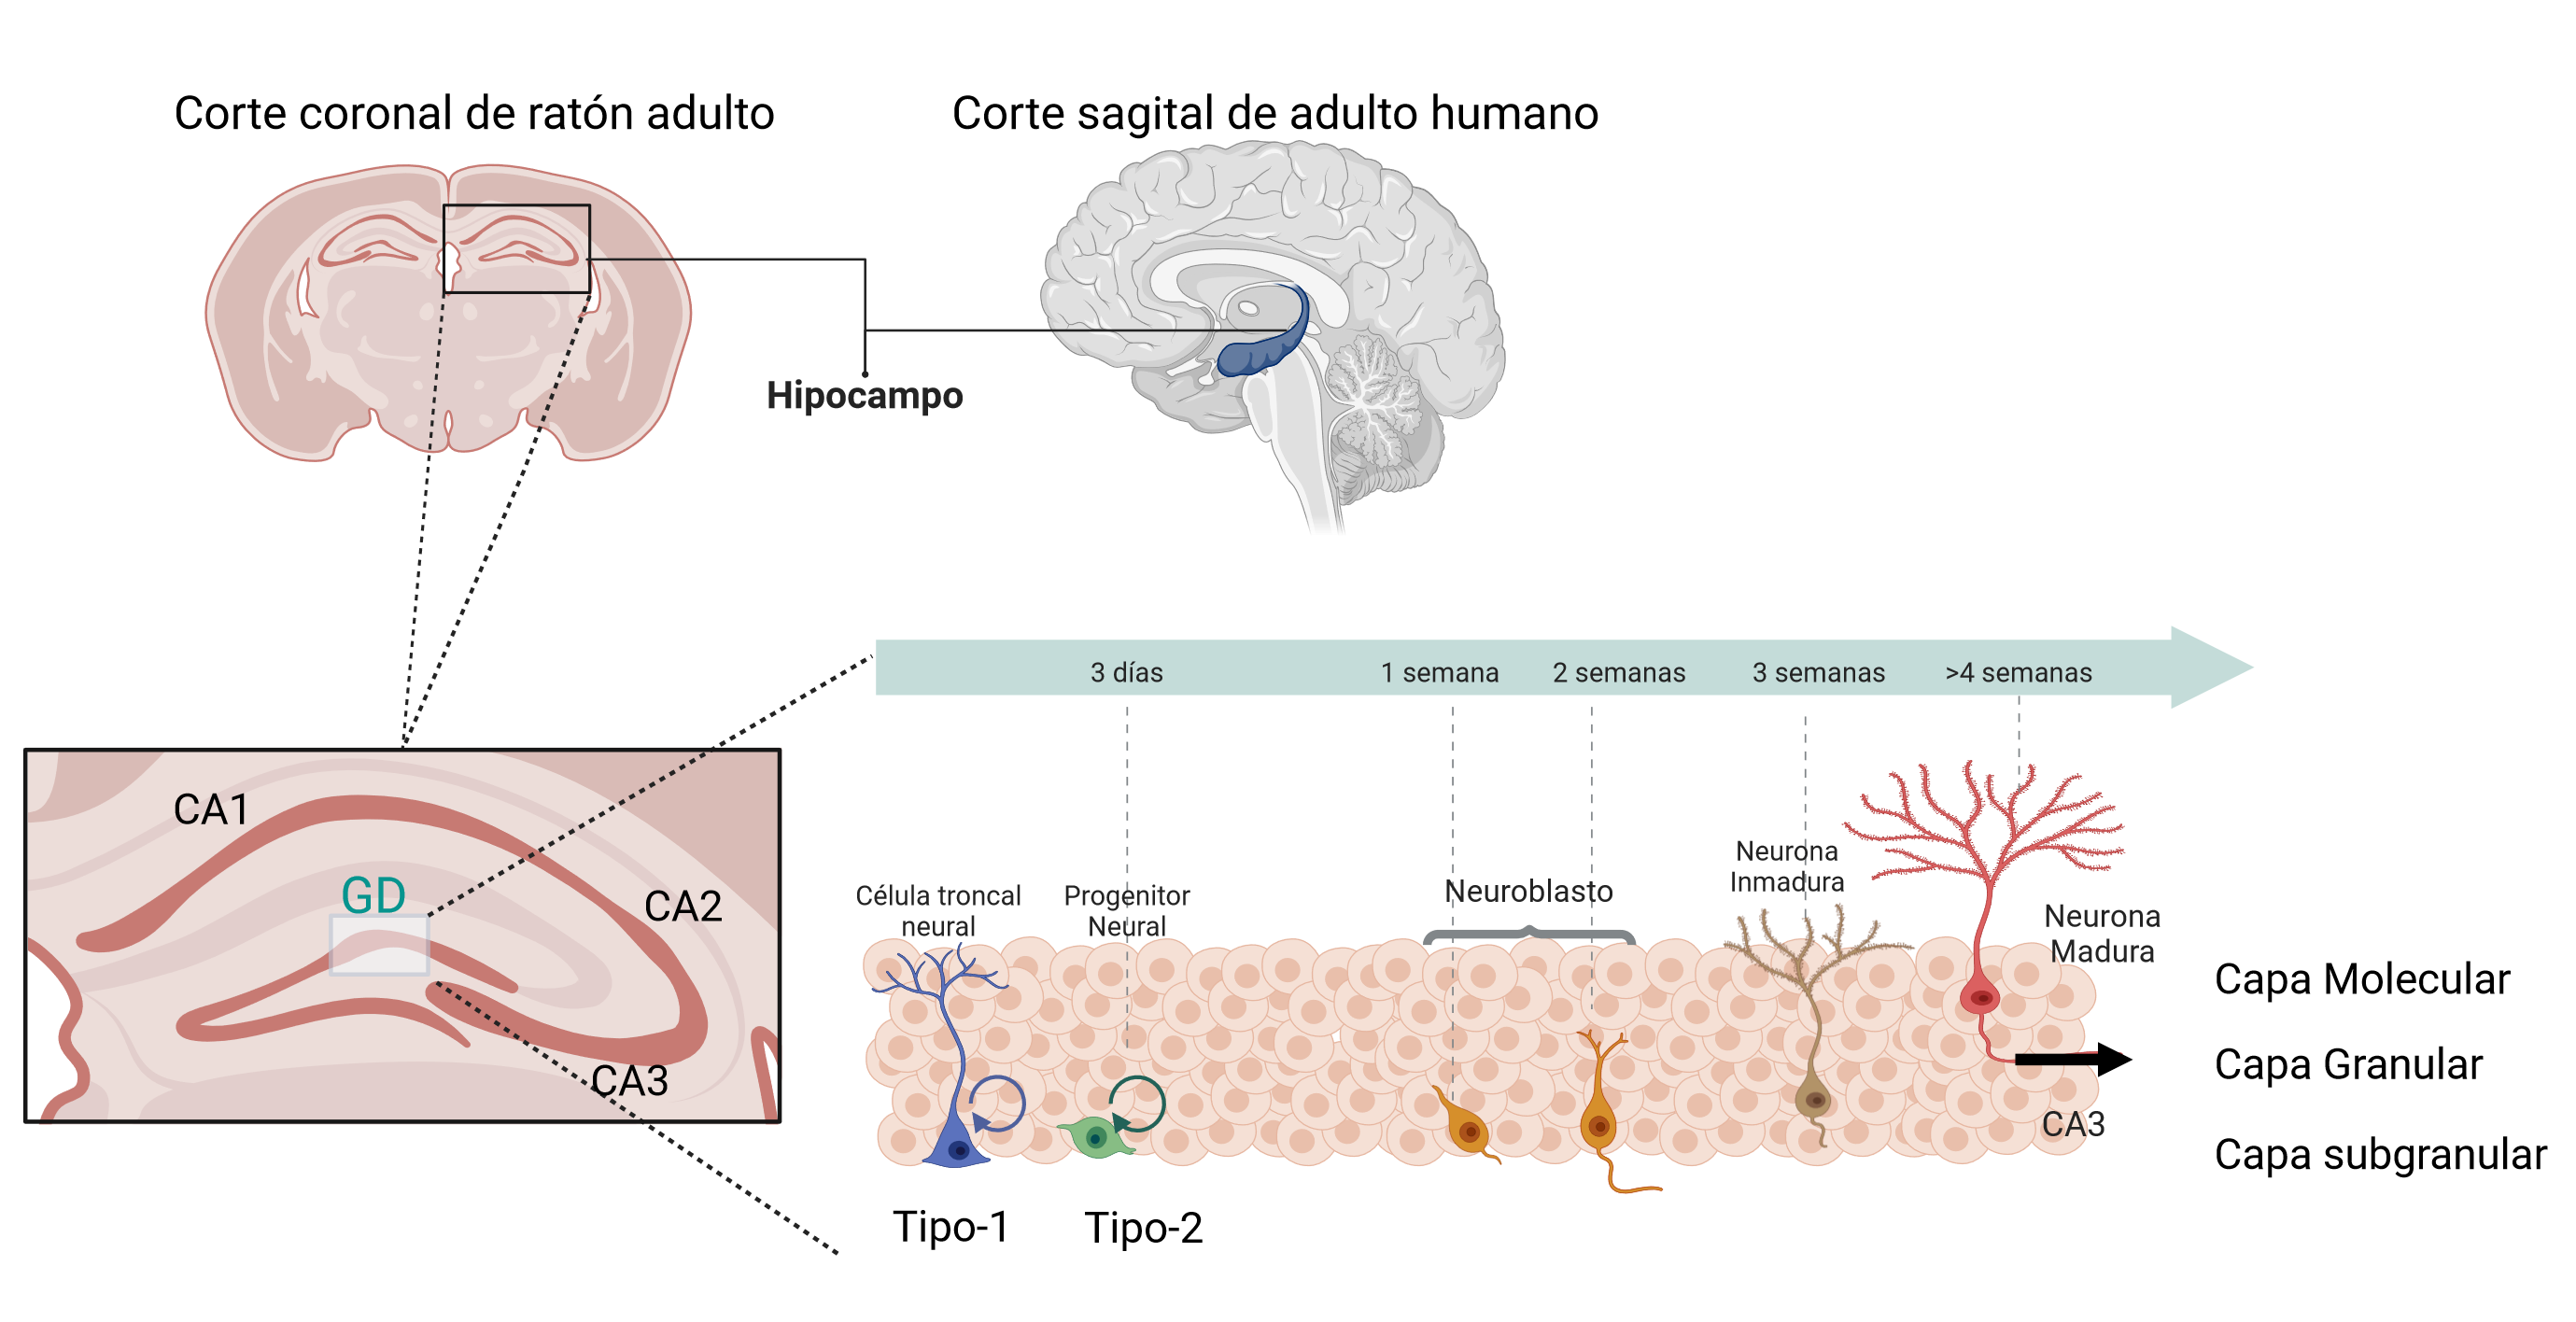 Corte coronal de ratón adulto
Corte sagital de adulto humano
Hipocampo
3 días
1 semana
2 semanas
3 semanas
>4 semanas
CA1
GD
CA2
CA3
Célula troncal
neural
Progenitor
Neural
Neuroblasto
Neurona
Inmadura
Neurona
Madura
CA3
Capa Molecular
Capa Granular
Capa subgranular
Tipo-1
Tipo-2